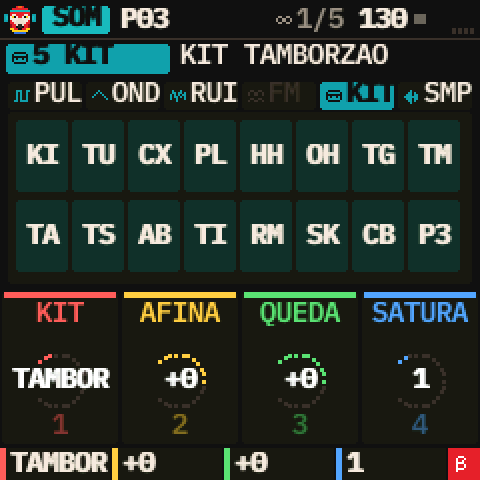 SOM P03 ∞1/5 130
5 KIT KIT TAMBORZAO
PUL OND RUI FM KIT SMP
KI TU CX PL HH OH TG TM
TA TS AB TI RM SK CB P3
KIT AFINA QUEDA SATURA
TAMBOR +0 +0 1
1 2 3 4
TAMBOR +0 +0 1 β